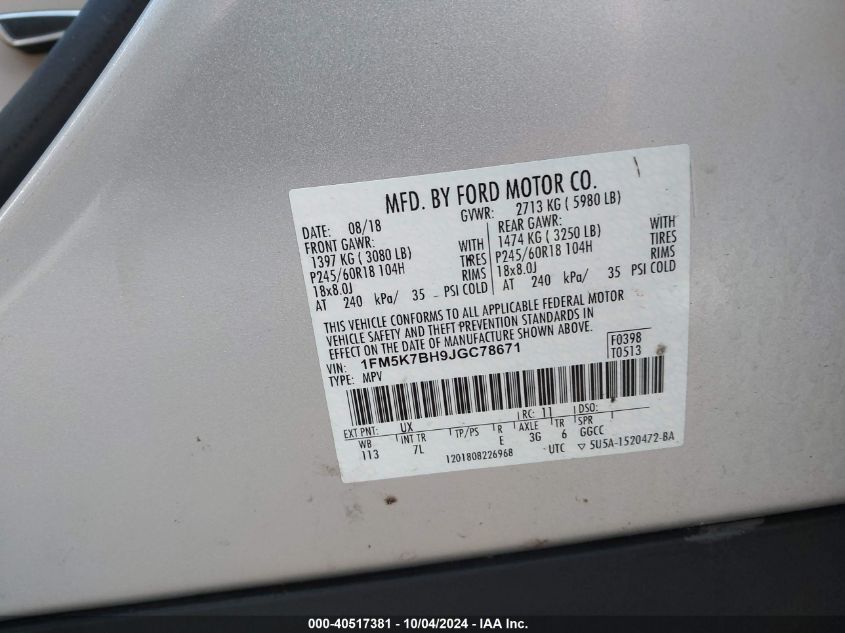 MFD. BY FORD MOTOR CO.
DATE: 08/18 GVWR: 2713 KG ( 5980 LB)
FRONT GAWR: REAR GAWR:
1397 KG ( 3080 LB) WITH 1474 KG ( 3250 LB) WITH
P245/60R18 104H TIRES P245/60R18 104H TIRES
18x8.0J RIMS 18x8.0J RIMS
AT 240 kPa/ 35 - PSI COLD AT 240 kPa/ 35 PSI COLD
THIS VEHICLE CONFORMS TO ALL APPLICABLE FEDERAL MOTOR
VEHICLE SAFETY AND THEFT PREVENTION STANDARDS IN
EFFECT ON THE DATE OF MANUFACTURE SHOWN ABOVE.
VIN: 1FM5K7BH9JGC78671 F0398
TYPE: MPV T0513
EXT PNT: UX RC: 11 DSO:
WB INT TR TP/PS R AXLE TR SPR
113 7L E 3G 6 GGCC
1201808226968 UTC ▽ 5U5A-1520472-BA
000-40517381 - 10/04/2024 - IAA Inc.